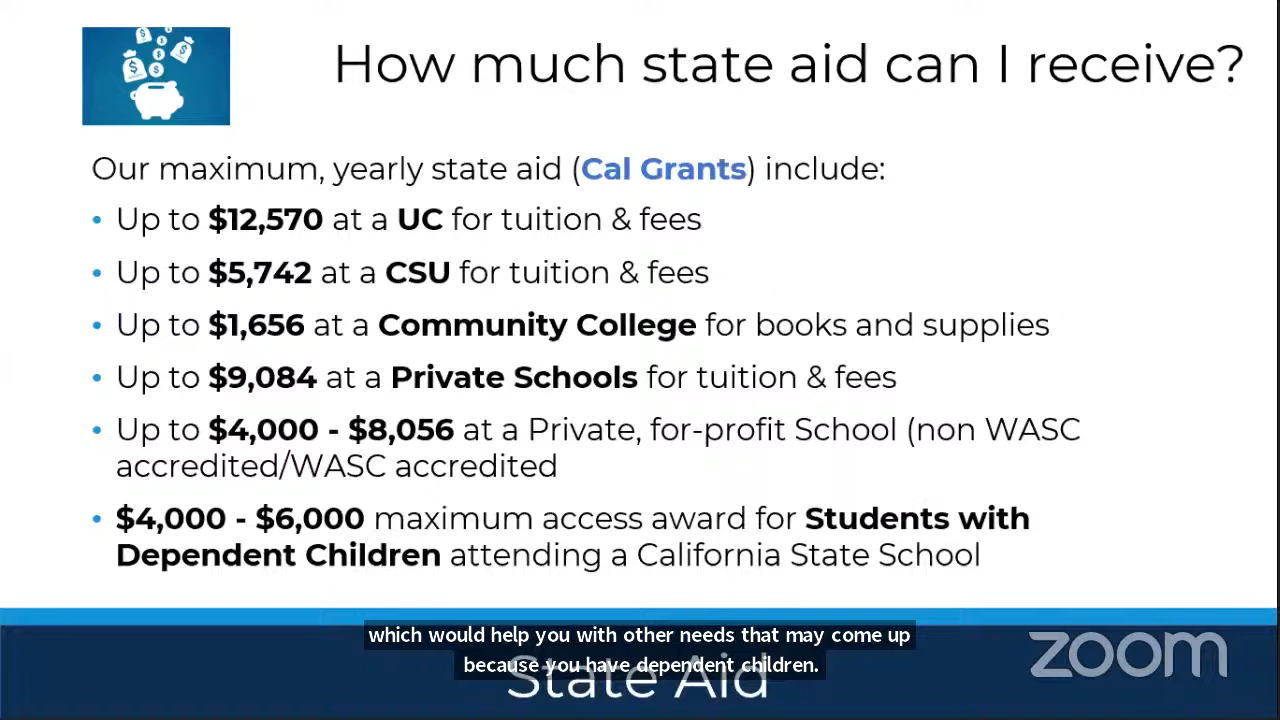 How much state aid can I receive?
Our maximum, yearly state aid (Cal Grants) include:
• Up to $12,570 at a UC for tuition & fees
• Up to $5,742 at a CSU for tuition & fees
• Up to $1,656 at a Community College for books and supplies
• Up to $9,084 at a Private Schools for tuition & fees
• Up to $4,000 - $8,056 at a Private, for-profit School (non WASC
accredited/WASC accredited
• $4,000 - $6,000 maximum access award for Students with
Dependent Children attending a California State School
which would help you with other needs that may come up
because you have dependent children.
State Aid
zoom